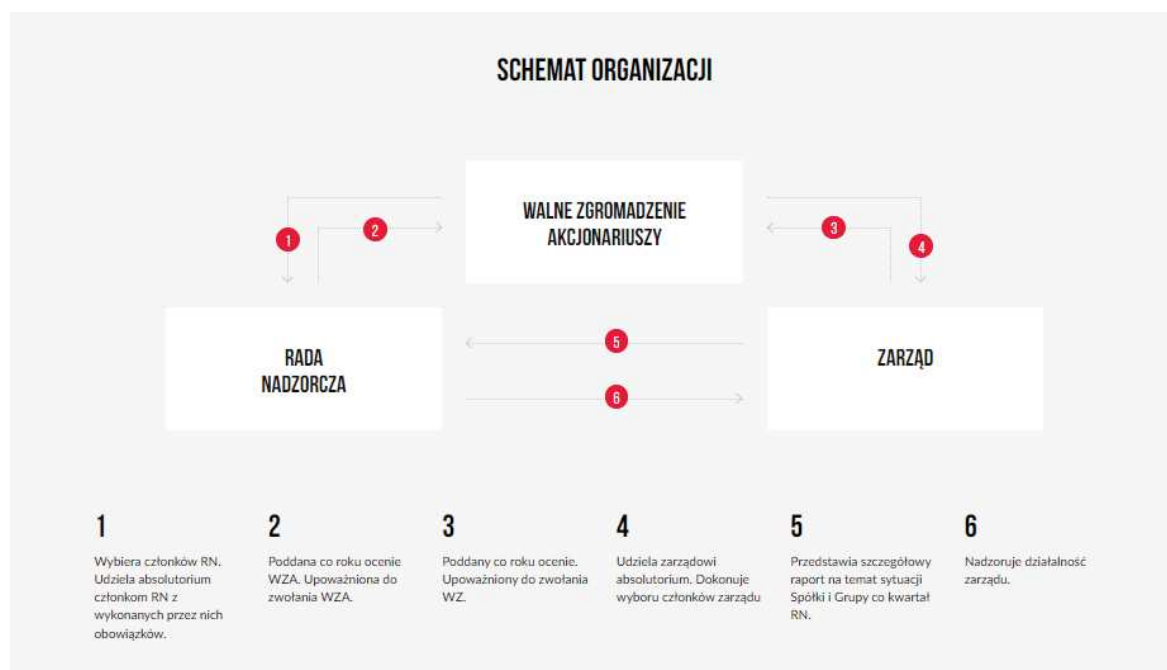 SCHEMAT ORGANIZACJI
WALNE ZGROMADZENIE
AKCJONARIUSZY
1
2
3
4
RADA
NADZORCZA
5
6
ZARZĄD
1
Wybiera członków RN.
Udziela absolutorium
członkom RN z
wykonanych przez nich
obowiązków.
2
Poddana co roku ocenie
WZA. Upoważniona do
zwołania WZA.
3
Poddany co roku ocenie.
Upoważniony do zwołania
WZ.
4
Udziela zarządowi
absolutorium. Dokonuje
wyboru członków zarządu
5
Przedstawia szczegółowy
raport na temat sytuacji
Spółki i Grupy co kwartał
RN.
6
Nadzoruje działalność
zarządu.